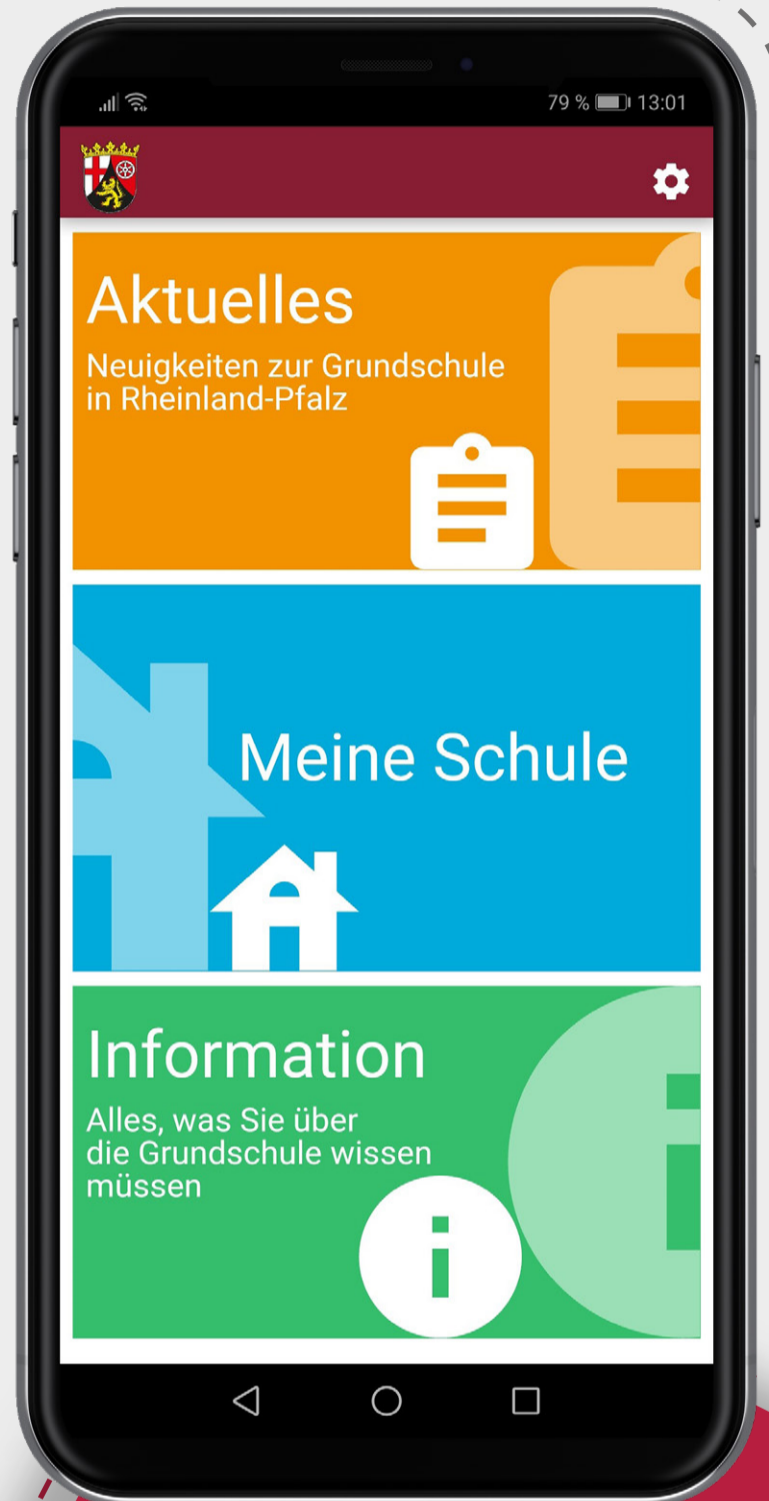 79 % 13:01
Aktuelles
Neuigkeiten zur Grundschule
in Rheinland-Pfalz
Meine Schule
Information
Alles, was Sie über
die Grundschule wissen
müssen